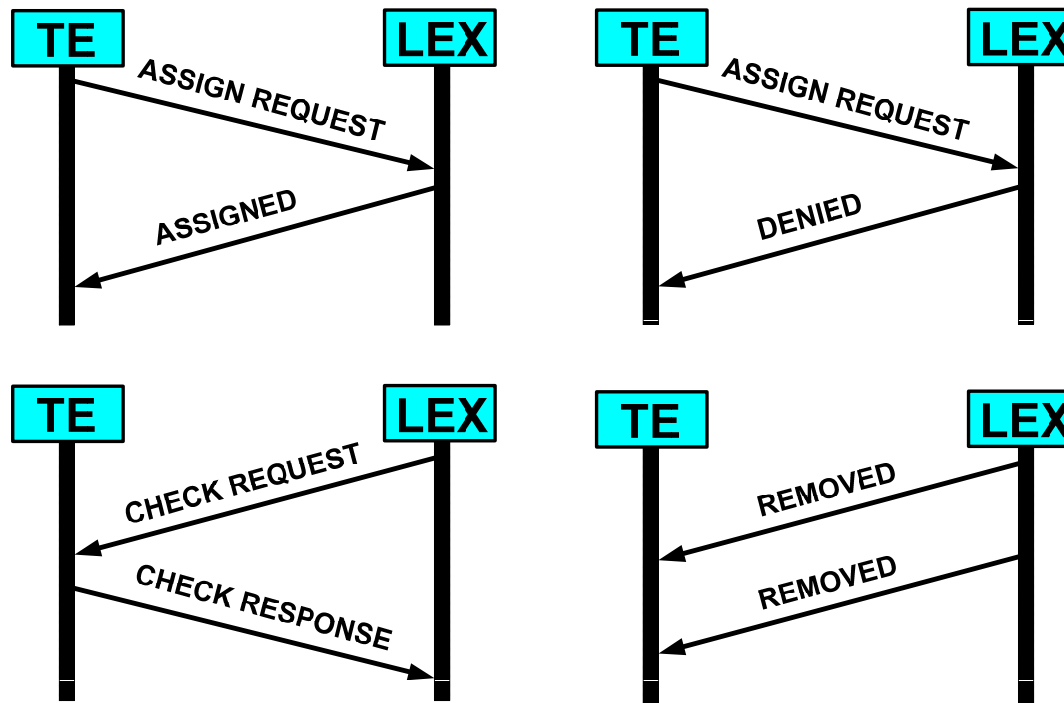 TE
LEX
ASSIGN REQUEST
ASSIGNED
TE
LEX
ASSIGN REQUEST
DENIED
TE
LEX
CHECK REQUEST
CHECK RESPONSE
TE
LEX
REMOVED
REMOVED